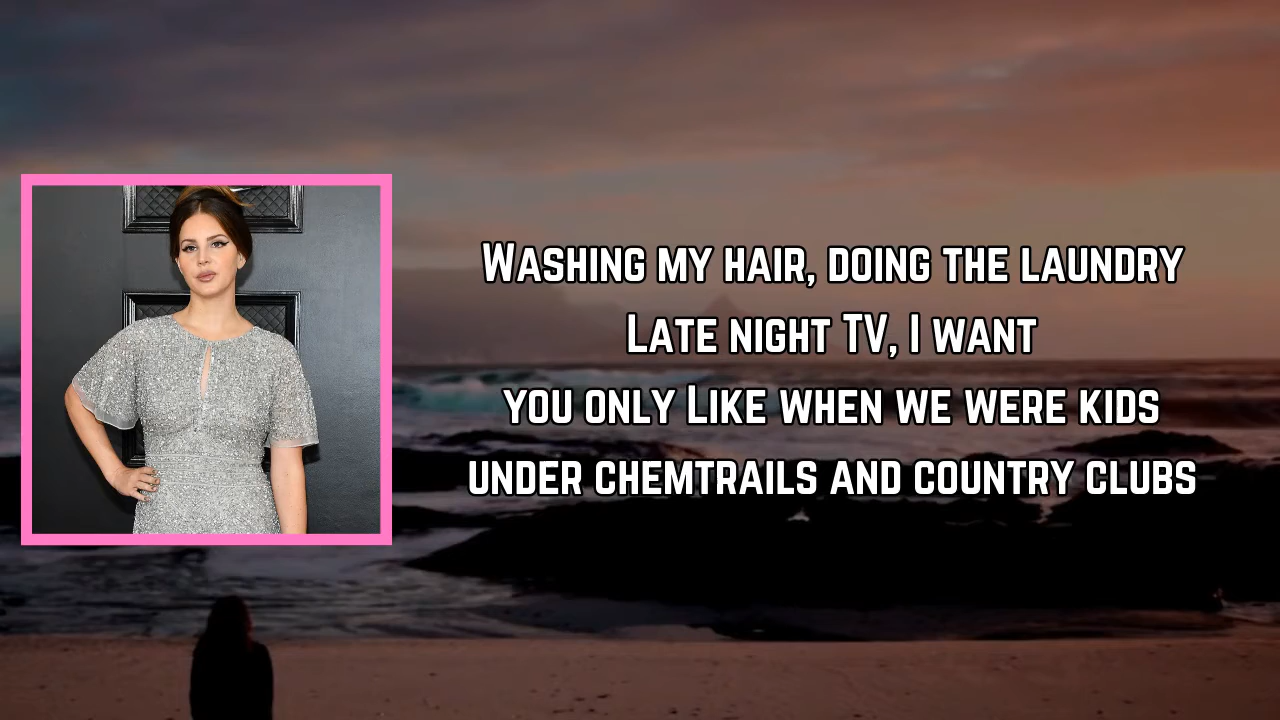 Washing my hair, doing the laundry
Late night TV, I want
you only Like when we were kids
under chemtrails and country clubs